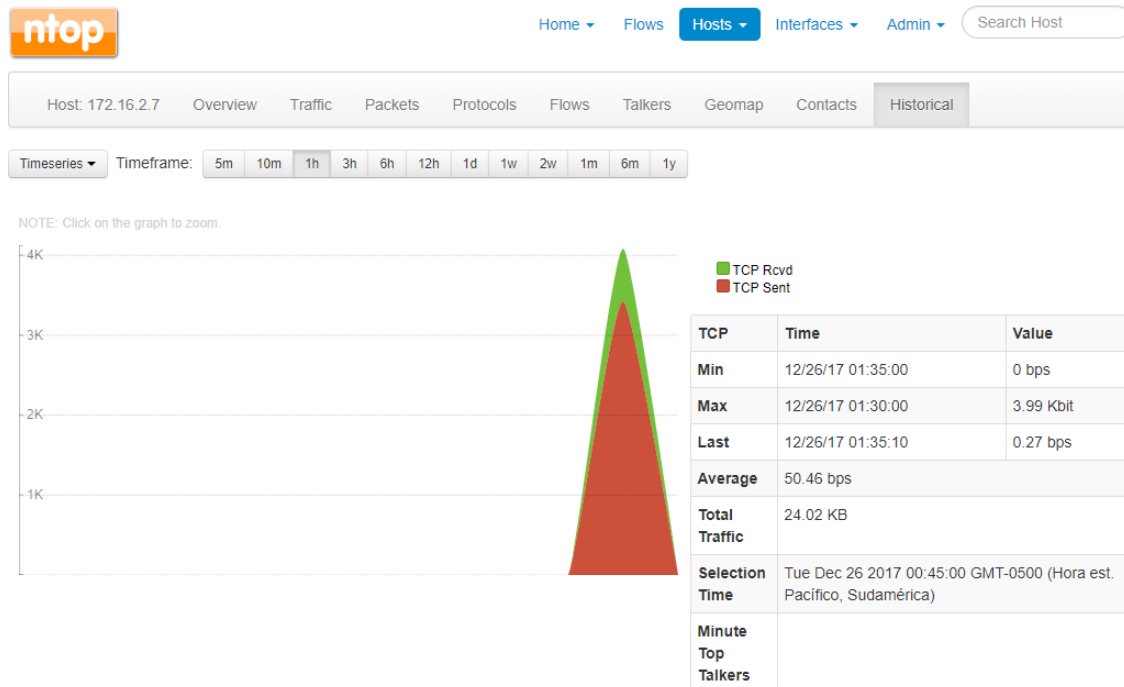 ntop
Home Flows Hosts Interfaces Admin Search Host
Host: 172.16.2.7 Overview Traffic Packets Protocols Flows Talkers Geomap Contacts Historical
Timeseries Timeframe: 5m 10m 1h 3h 6h 12h 1d 1w 2w 1m 6m 1y
NOTE: Click on the graph to zoom.
4K
3K
2K
1K
TCP Rcvd
TCP Sent
TCP Time Value
Min 12/26/17 01:35:00 0 bps
Max 12/26/17 01:30:00 3.99 Kbit
Last 12/26/17 01:35:10 0.27 bps
Average 50.46 bps
Total 24.02 KB
Traffic
Selection Tue Dec 26 2017 00:45:00 GMT-0500 (Hora est.
Time Pacífico, Sudamérica)
Minute
Top
Talkers